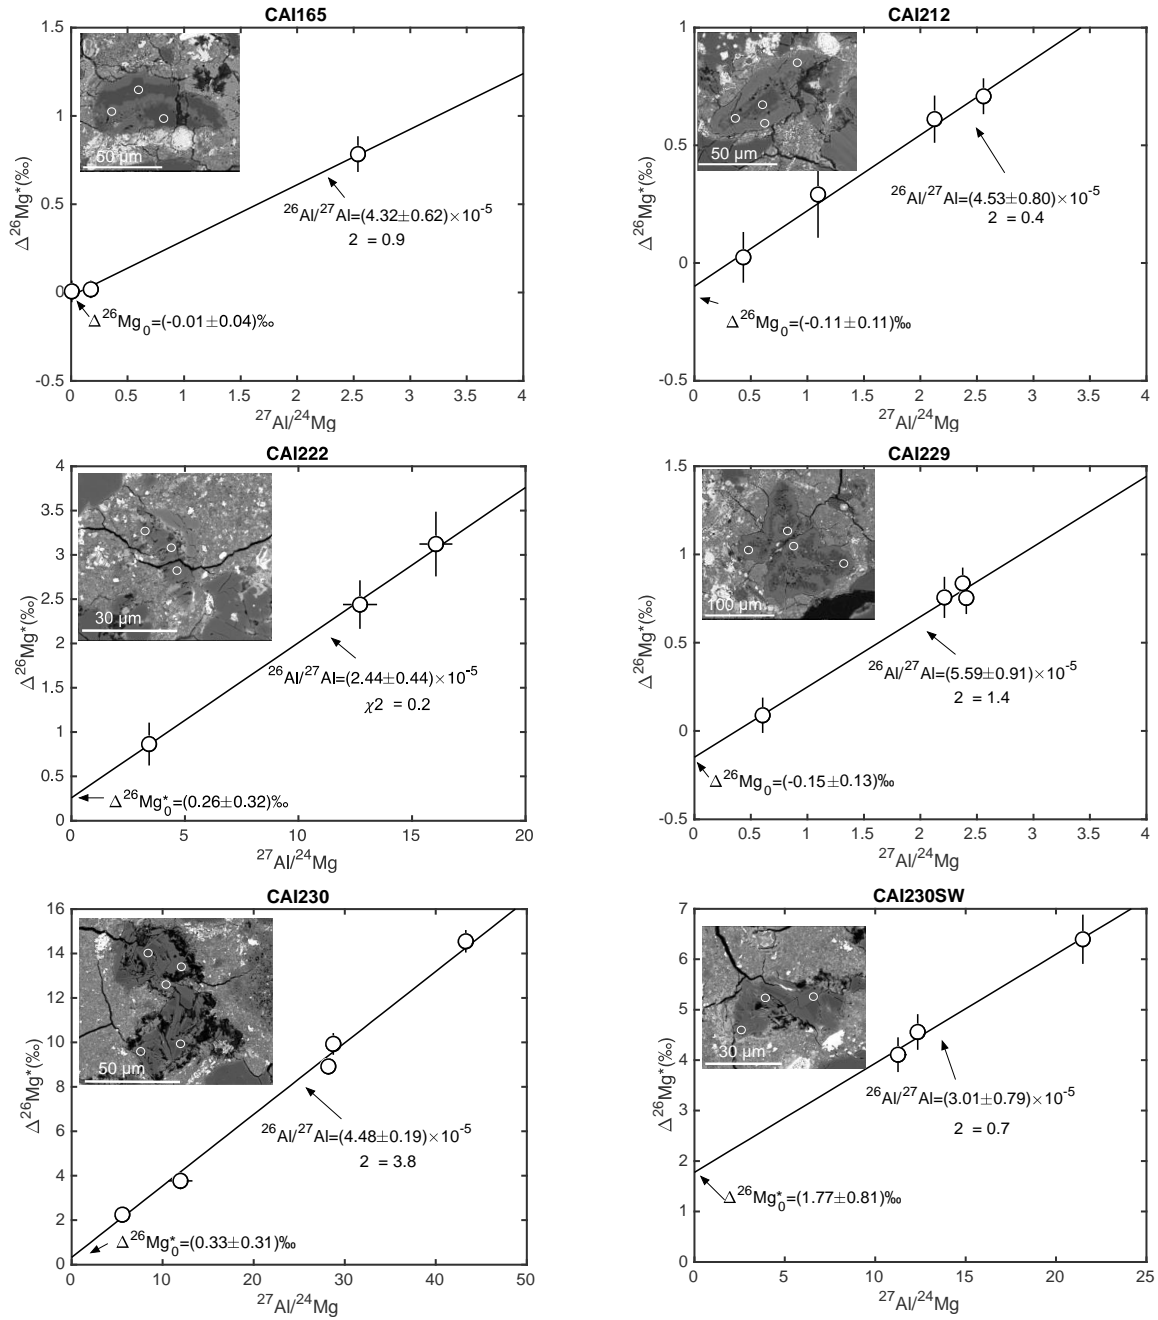 CAI165
1.5
1
0.5
0
-0.5
Δ²⁶Mg*(‰)
50 μm
²⁶Al/²⁷Al=(4.32±0.62)×10⁻⁵
2 = 0.9
Δ²⁶Mg₀=(-0.01±0.04)‰
0 0.5 1 1.5 2 2.5 3 3.5 4
²⁷Al/²⁴Mg
CAI212
1
0.5
0
-0.5
Δ²⁶Mg*(‰)
50 μm
²⁶Al/²⁷Al=(4.53±0.80)×10⁻⁵
2 = 0.4
Δ²⁶Mg₀=(-0.11±0.11)‰
0 0.5 1 1.5 2 2.5 3 3.5 4
²⁷Al/²⁴Mg
CAI222
4
3.5
3
2.5
2
1.5
1
0.5
0
Δ²⁶Mg*(‰)
30 μm
²⁶Al/²⁷Al=(2.44±0.44)×10⁻⁵
χ2 = 0.2
Δ²⁶Mg*₀=(0.26±0.32)‰
0 5 10 15 20
²⁷Al/²⁴Mg
CAI229
1.5
1
0.5
0
-0.5
Δ²⁶Mg*(‰)
100 μm
²⁶Al/²⁷Al=(5.59±0.91)×10⁻⁵
2 = 1.4
Δ²⁶Mg₀=(-0.15±0.13)‰
0 0.5 1 1.5 2 2.5 3 3.5 4
²⁷Al/²⁴Mg
CAI230
16
14
12
10
8
6
4
2
0
Δ²⁶Mg*(‰)
50 μm
²⁶Al/²⁷Al=(4.48±0.19)×10⁻⁵
2 = 3.8
Δ²⁶Mg*₀=(0.33±0.31)‰
0 10 20 30 40 50
²⁷Al/²⁴Mg
CAI230SW
7
6
5
4
3
2
1
0
Δ²⁶Mg*(‰)
30 μm
²⁶Al/²⁷Al=(3.01±0.79)×10⁻⁵
2 = 0.7
Δ²⁶Mg*₀=(1.77±0.81)‰
0 5 10 15 20 25
²⁷Al/²⁴Mg